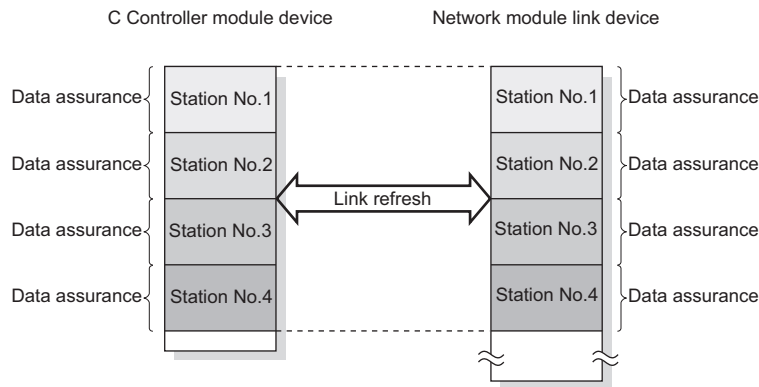 C Controller module device
Network module link device
Data assurance
Station No.1
Station No.1
Data assurance
Data assurance
Station No.2
Station No.2
Data assurance
Link refresh
Data assurance
Station No.3
Station No.3
Data assurance
Data assurance
Station No.4
Station No.4
Data assurance